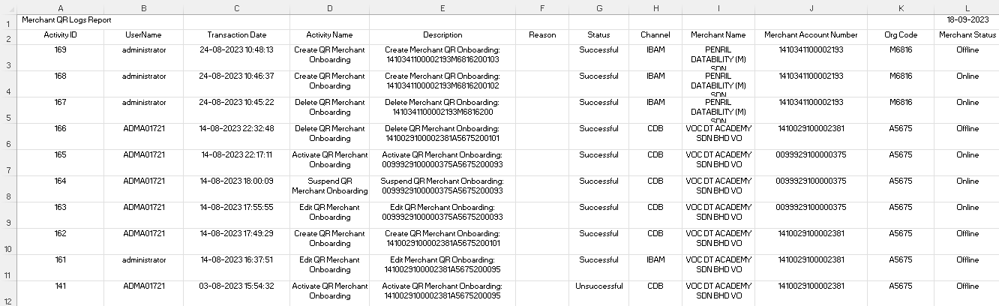 A B C D E F G H I J K L
1 Merchant QR Logs Report 18-09-2023
2 Activity ID UserName Transaction Date Activity Name Description Reason Status Channel Merchant Name Merchant Account Number Org Code Merchant Status
169 administrator 24-08-2023 10:48:13 Create QR Merchant Create Merchant QR Onboarding: Successful IBAM PENRIL 1410341100002193 M6816 Offline
Onboarding 1410341100002193M6816200103 DATABILITY (M)
3 SDN
168 administrator 24-08-2023 10:46:37 Create QR Merchant Create Merchant QR Onboarding: Successful IBAM PENRIL 1410341100002193 M6816 Online
Onboarding 1410341100002193M6816200102 DATABILITY (M)
4 SDN
167 administrator 24-08-2023 10:45:22 Delete QR Merchant Delete Merchant QR Onboarding: Successful IBAM PENRIL 1410341100002193 M6816 Online
Onboarding 1410341100002193M6816200 DATABILITY (M)
5 SDN
166 ADMA01721 14-08-2023 22:32:48 Delete QR Merchant Delete QR Merchant Onboarding: Successful CDB VOC DT ACADEMY 1410029100002381 A5675 Offline
Onboarding 1410029100002381A5675200101 SDN BHD VO
6
165 ADMA01721 14-08-2023 22:17:11 Activate QR Merchant Activate QR Merchant Onboarding: Successful CDB VOC DT ACADEMY 0099929100000375 A5675 Online
Onboarding 0099929100000375A5675200093 SDN BHD VO
7
164 ADMA01721 14-08-2023 18:00:09 Suspend QR Suspend QR Merchant Onboarding: Successful CDB VOC DT ACADEMY 0099929100000375 A5675 Online
Merchant Onboarding 0099929100000375A5675200093 SDN BHD VO
8
163 ADMA01721 14-08-2023 17:55:55 Edit QR Merchant Edit QR Merchant Onboarding: Successful CDB VOC DT ACADEMY 0099929100000375 A5675 Online
Onboarding 0099929100000375A5675200093 SDN BHD VO
9
162 ADMA01721 14-08-2023 17:49:29 Create QR Merchant Create QR Merchant Onboarding: Successful CDB VOC DT ACADEMY 1410029100002381 A5675 Offline
Onboarding 1410029100002381A5675200101 SDN BHD VO
10
161 administrator 14-08-2023 16:37:51 Edit QR Merchant Edit Merchant QR Onboarding: Successful IBAM VOC DT ACADEMY 1410029100002381 A5675 Offline
Onboarding 1410029100002381A5675200095 SDN BHD VO
11
141 ADMA01721 03-08-2023 15:54:32 Activate QR Merchant Activate QR Merchant Onboarding: Unsuccessful CDB VOC DT ACADEMY 1410029100002381 A5675 Offline
Onboarding 1410029100002381A5675200095 SDN BHD VO
12